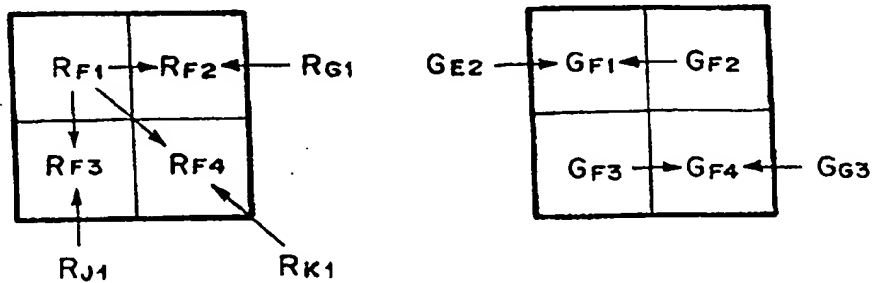 RF1 RF2 RG1 GE2 GF1 GF2
RF3 RF4 GF3 GF4 GG3
RJ1 RK1